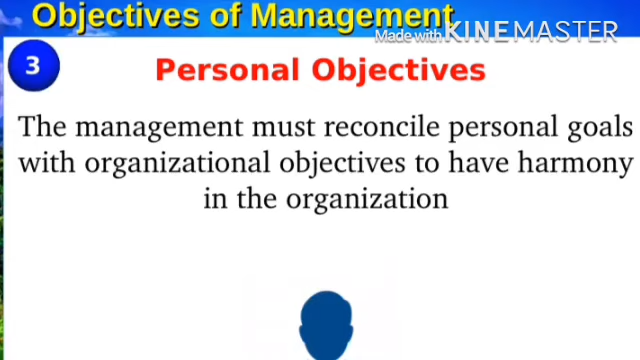 Objectives of Management
Made with KINEMASTER
3
Personal Objectives
The management must reconcile personal goals
with organizational objectives to have harmony
in the organization